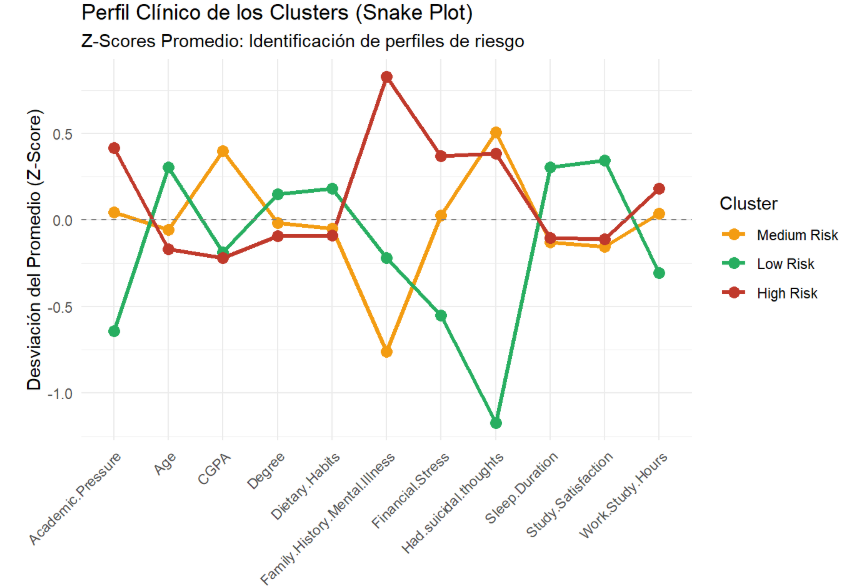 Perfil Clínico de los Clusters (Snake Plot)
Z-Scores Promedio: Identificación de perfiles de riesgo
Desviación del Promedio (Z-Score)
0.5
0.0
-0.5
-1.0
Academic.Pressure
Age
CGPA
Degree
Dietary.Habits
Family.History.Mental.Illness
Financial.Stress
Had.suicidal.thoughts
Sleep.Duration
Study.Satisfaction
Work.Study.Hours
Cluster
Medium Risk
Low Risk
High Risk